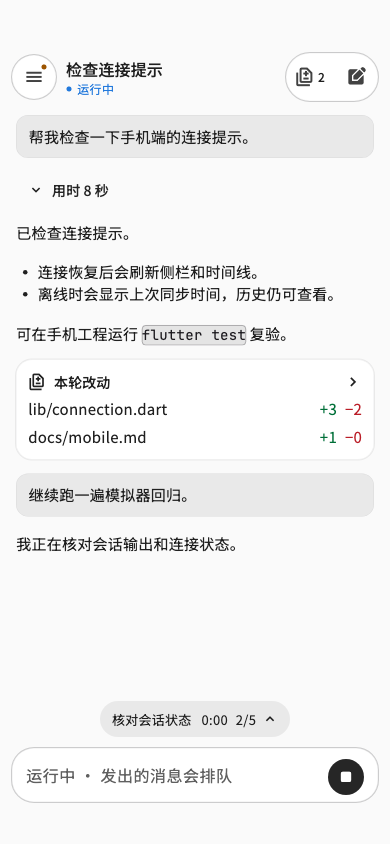 检查连接提示
运行中
2
帮我检查一下手机端的连接提示。
用时 8 秒
已检查连接提示。
• 连接恢复后会刷新侧栏和时间线。
• 离线时会显示上次同步时间，历史仍可查看。
可在手机工程运行 flutter test 复验。
本轮改动
lib/connection.dart +3 −2
docs/mobile.md +1 −0
继续跑一遍模拟器回归。
我正在核对会话输出和连接状态。
核对会话状态 0:00 2/5
运行中 · 发出的消息会排队